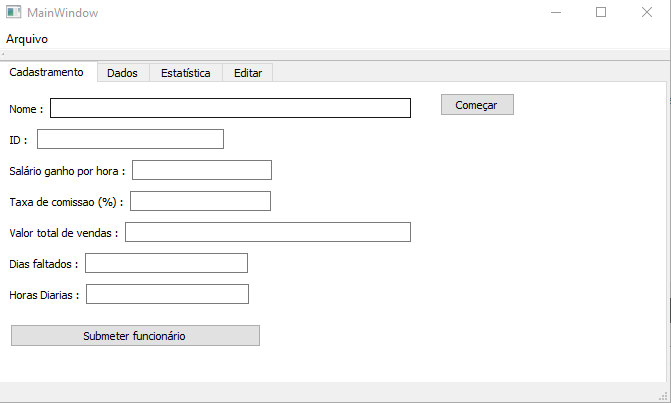 MainWindow
Arquivo
Cadastramento Dados Estatística Editar
Nome : Começar
ID :
Salário ganho por hora :
Taxa de comissao (%) :
Valor total de vendas :
Dias faltados :
Horas Diarias :
Submeter funcionário